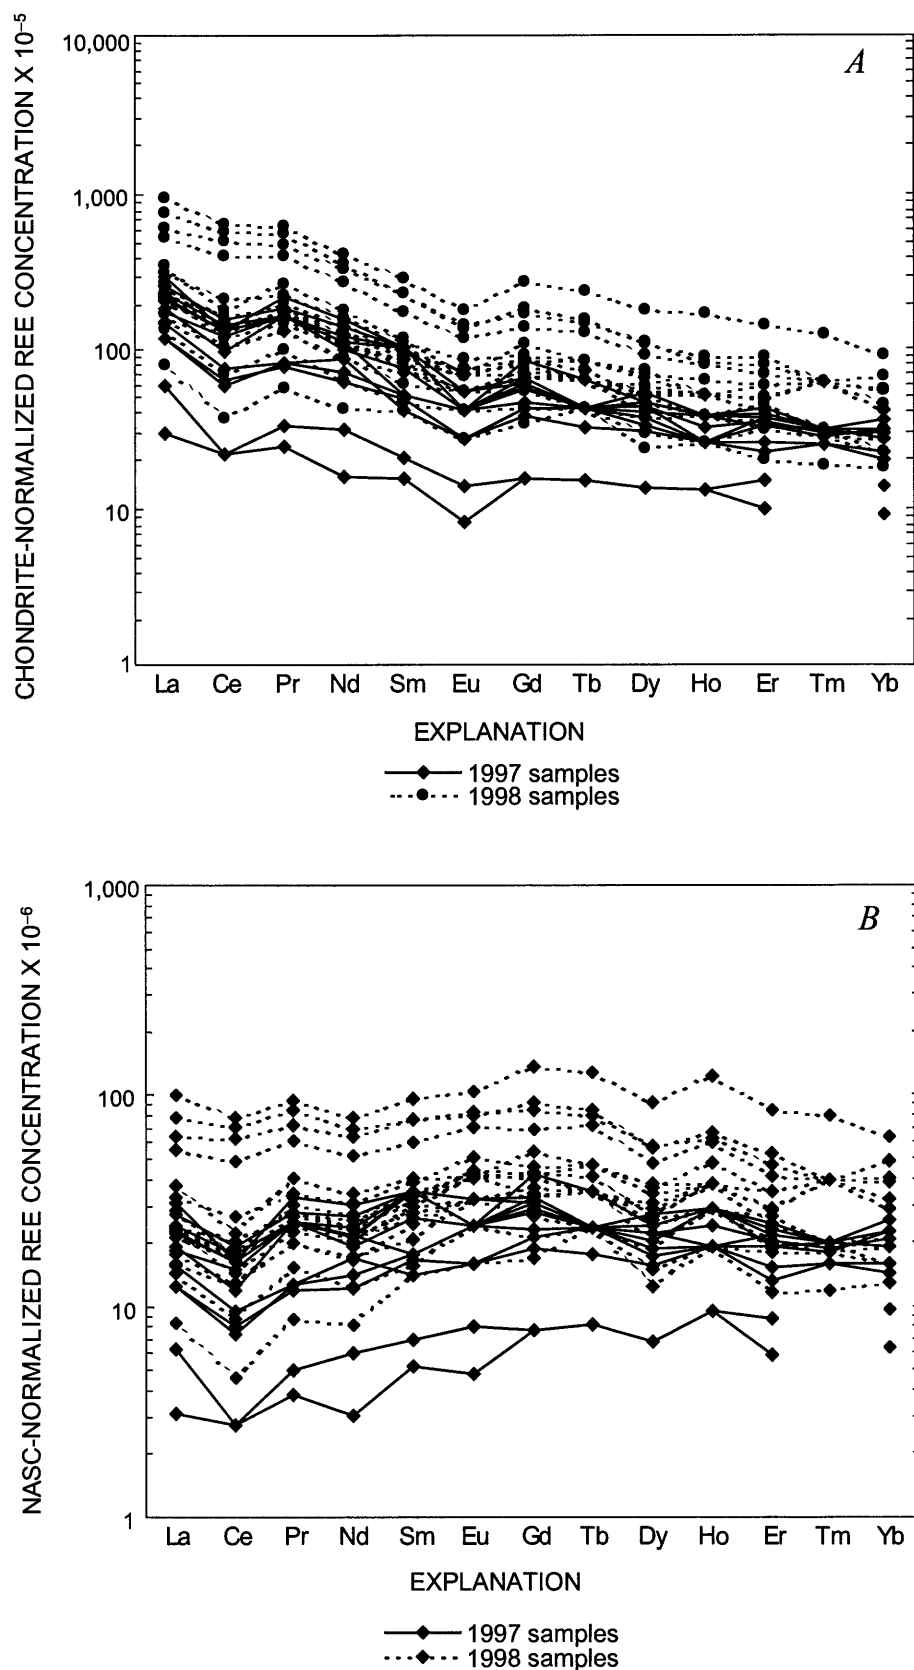 CHONDRITE-NORMALIZED REE CONCENTRATION X 10⁻⁵
10,000
1,000
100
10
1
A
La Ce Pr Nd Sm Eu Gd Tb Dy Ho Er Tm Yb
EXPLANATION
1997 samples
1998 samples
NASC-NORMALIZED REE CONCENTRATION X 10⁻⁶
1,000
100
10
1
B
La Ce Pr Nd Sm Eu Gd Tb Dy Ho Er Tm Yb
EXPLANATION
1997 samples
1998 samples